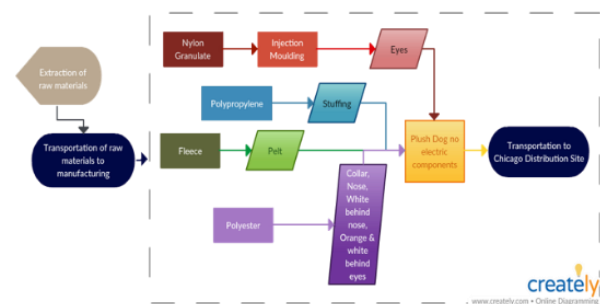 Extraction of
raw materials
Transportation of raw
materials to
manufacturing
Nylon
Granulate
Injection
Moulding
Eyes
Polypropylene
Stuffing
Fleece
Pelt
Polyester
Collar,
Nose,
White
behind
nose,
Orange &
white
behind
eyes
Plush Dog no
electric
components
Transportation to
Chicago Distribution Site
creately
www.creately.com • Online Diagramming